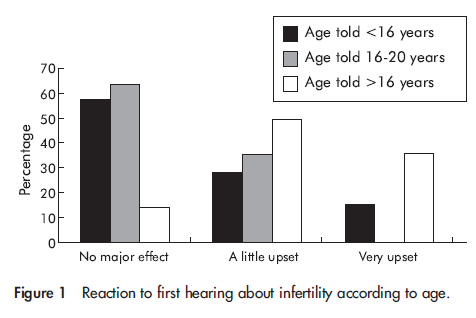 Age told <16 years
Age told 16-20 years
Age told >16 years
70
60
50
40
30
20
10
0
Percentage
No major effect
A little upset
Very upset
Figure 1 Reaction to first hearing about infertility according to age.